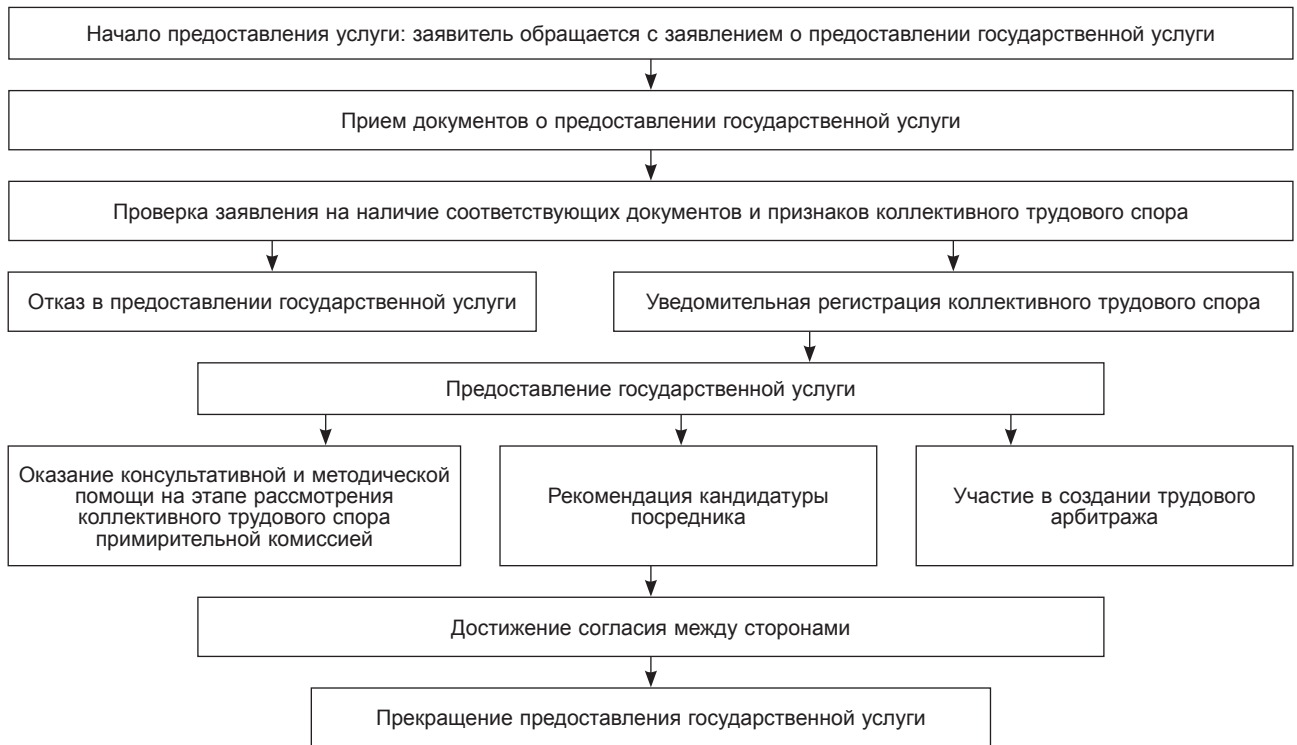 Начало предоставления услуги: заявитель обращается с заявлением о предоставлении государственной услуги
Прием документов о предоставлении государственной услуги
Проверка заявления на наличие соответствующих документов и признаков коллективного трудового спора
Отказ в предоставлении государственной услуги
Уведомительная регистрация коллективного трудового спора
Предоставление государственной услуги
Оказание консультативной и методической
помощи на этапе рассмотрения
коллективного трудового спора
примирительной комиссией
Рекомендация кандидатуры
посредника
Участие в создании трудового
арбитража
Достижение согласия между сторонами
Прекращение предоставления государственной услуги